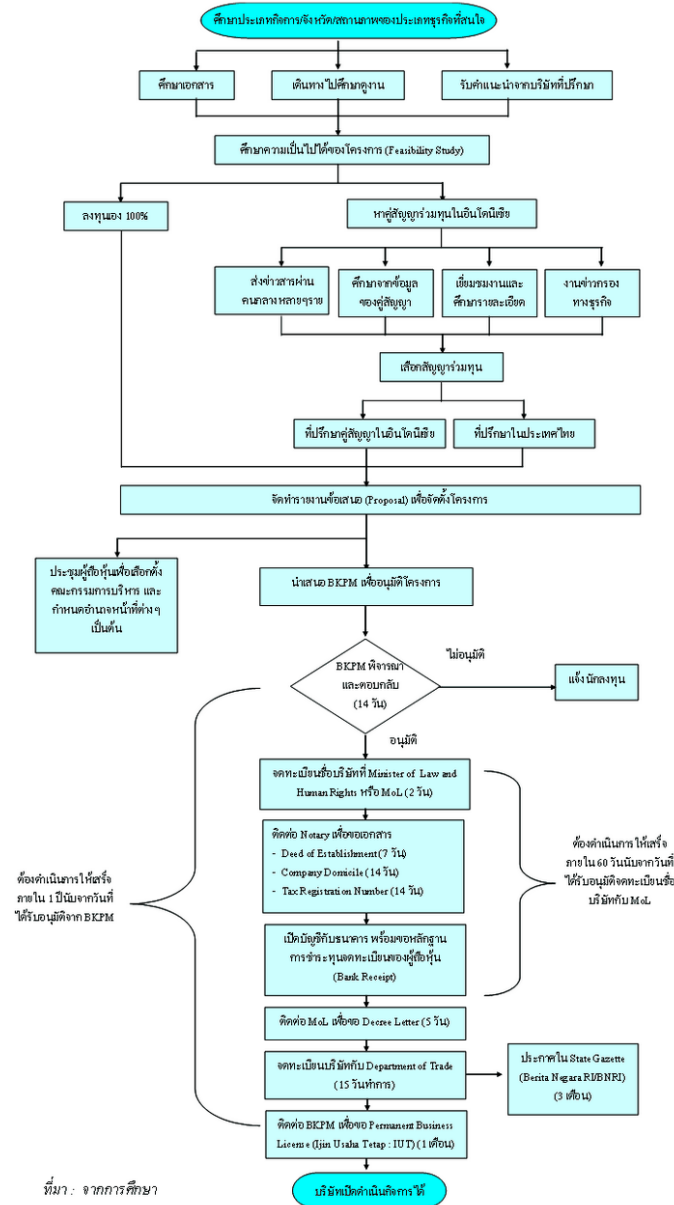 ศึกษาประเภทกิจการ/จังหวัด/สถานภาพของประเภทธุรกิจที่สนใจ
ศึกษาเอกสาร
เดินทางไปศึกษาดูงาน
รับคำแนะนำจากบริษัทที่ปรึกษา
ศึกษาความเป็นไปได้ของโครงการ (Feasibility Study)
ลงทุนเอง 100%
หาคู่สัญญาร่วมทุนในอินโดนีเซีย
ส่งข่าวสารผ่าน
คนกลางหลายๆราย
ศึกษาจากข้อมูล
ของคู่สัญญา
เยี่ยมชมงานและ
ศึกษารายละเอียด
งานข่าวกรอง
ทางธุรกิจ
เลือกสัญญาร่วมทุน
ที่ปรึกษาคู่สัญญาในอินโดนีเซีย
ที่ปรึกษาในประเทศไทย
จัดทำรายงานข้อเสนอ (Proposal) เพื่อจัดตั้งโครงการ
ประชุมผู้ถือหุ้นเพื่อเลือกตั้ง
คณะกรรมการบริหาร และ
กำหนดอำนาจหน้าที่ต่างๆ
เป็นต้น
นำเสนอ BKPM เพื่ออนุมัติโครงการ
BKPM พิจารณา
และตอบกลับ
(14 วัน)
ไม่อนุมัติ
แจ้งนักลงทุน
อนุมัติ
จดทะเบียนชื่อบริษัทที่ Minister of Law and
Human Rights หรือ MoL (2 วัน)
ติดต่อ Notary เพื่อขอเอกสาร
- Deed of Establishment (7 วัน)
- Company Domicile (14 วัน)
- Tax Registration Number (14 วัน)
ต้องดำเนินการให้เสร็จ
ภายใน 1 ปีนับจากวันที่
ได้รับอนุมัติจาก BKPM
ต้องดำเนินการให้เสร็จ
ภายใน 60 วันนับจากวันที่
ได้รับอนุมัติจดทะเบียนชื่อ
บริษัทกับ MoL
เปิดบัญชีกับธนาคาร พร้อมขอหลักฐาน
การชำระทุนจดทะเบียนของผู้ถือหุ้น
(Bank Receipt)
ติดต่อ MoL เพื่อขอ Decree Letter (5 วัน)
จดทะเบียนบริษัทกับ Department of Trade
(15 วันทำการ)
ประกาศใน State Gazette
(Berita Negara RI/BNRI)
(3 เดือน)
ติดต่อ BKPM เพื่อขอ Permanent Business
License (Ijin Usaha Tetap : IUT) (1 เดือน)
บริษัทเปิดดำเนินกิจการได้
ที่มา : จากการศึกษา